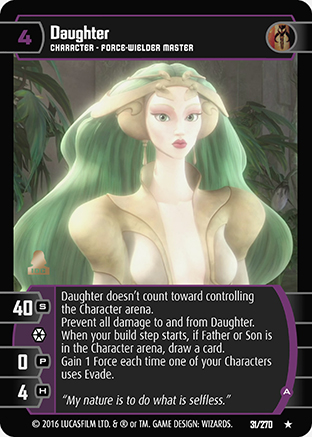 4
Daughter
CHARACTER - FORCE-WIELDER MASTER
Daughter doesn't count toward controlling
the Character arena.
Prevent all damage to and from Daughter.
When your build step starts, if Father or Son is
in the Character arena, draw a card.
Gain 1 Force each time one of your Characters
uses Evade.
40 S
0 P
4 H
A
"My nature is to do what is selfless."
© 2016 LUCASFILM LTD. & ® or TM. GAME DESIGN: WIZARDS.
31/270 ★